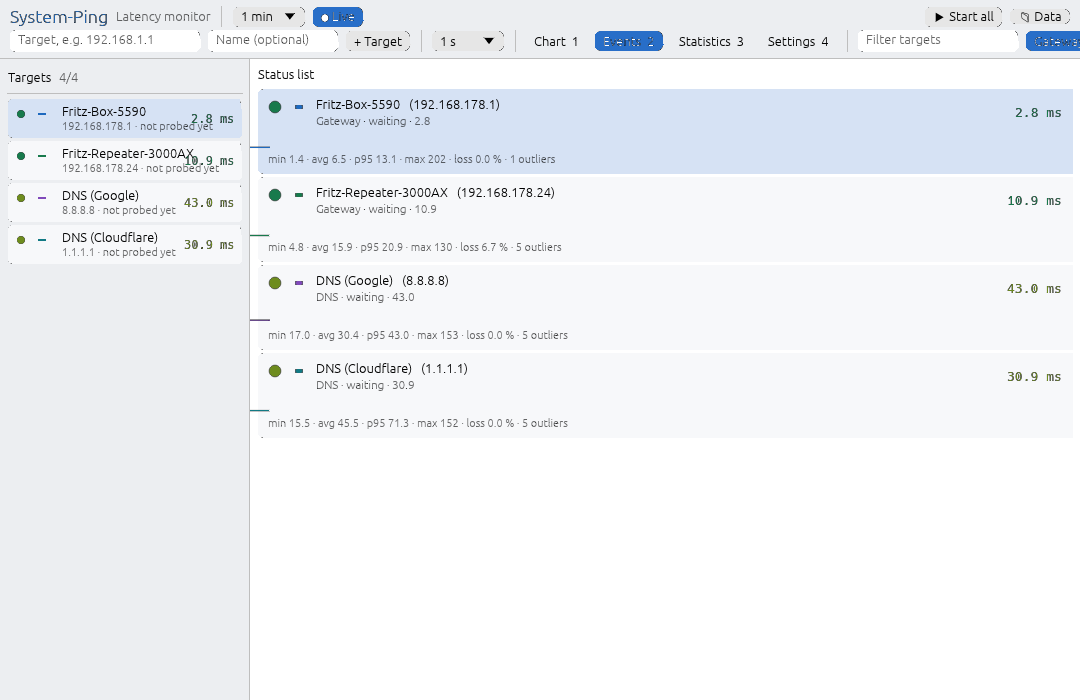 System-Ping Latency monitor 1 min Live Start all Data
Target, e.g. 192.168.1.1 Name (optional) + Target 1 s Chart 1 Events 2 Statistics 3 Settings 4 Filter targets
Targets 4/4
Fritz-Box-5590
192.168.178.1 · not probed yet
2.8 ms
Fritz-Repeater-3000AX
192.168.178.24 · not probed yet
10.9 ms
DNS (Google)
8.8.8.8 · not probed yet
43.0 ms
DNS (Cloudflare)
1.1.1.1 · not probed yet
30.9 ms
Status list
Fritz-Box-5590 (192.168.178.1)
Gateway · waiting · 2.8
2.8 ms
min 1.4 · avg 6.5 · p95 13.1 · max 202 · loss 0.0 % · 1 outliers
Fritz-Repeater-3000AX (192.168.178.24)
Gateway · waiting · 10.9
10.9 ms
min 4.8 · avg 15.9 · p95 20.9 · max 130 · loss 6.7 % · 5 outliers
DNS (Google) (8.8.8.8)
DNS · waiting · 43.0
43.0 ms
min 17.0 · avg 30.4 · p95 43.0 · max 153 · loss 0.0 % · 5 outliers
DNS (Cloudflare) (1.1.1.1)
DNS · waiting · 30.9
30.9 ms
min 15.5 · avg 45.5 · p95 71.3 · max 152 · loss 0.0 % · 5 outliers